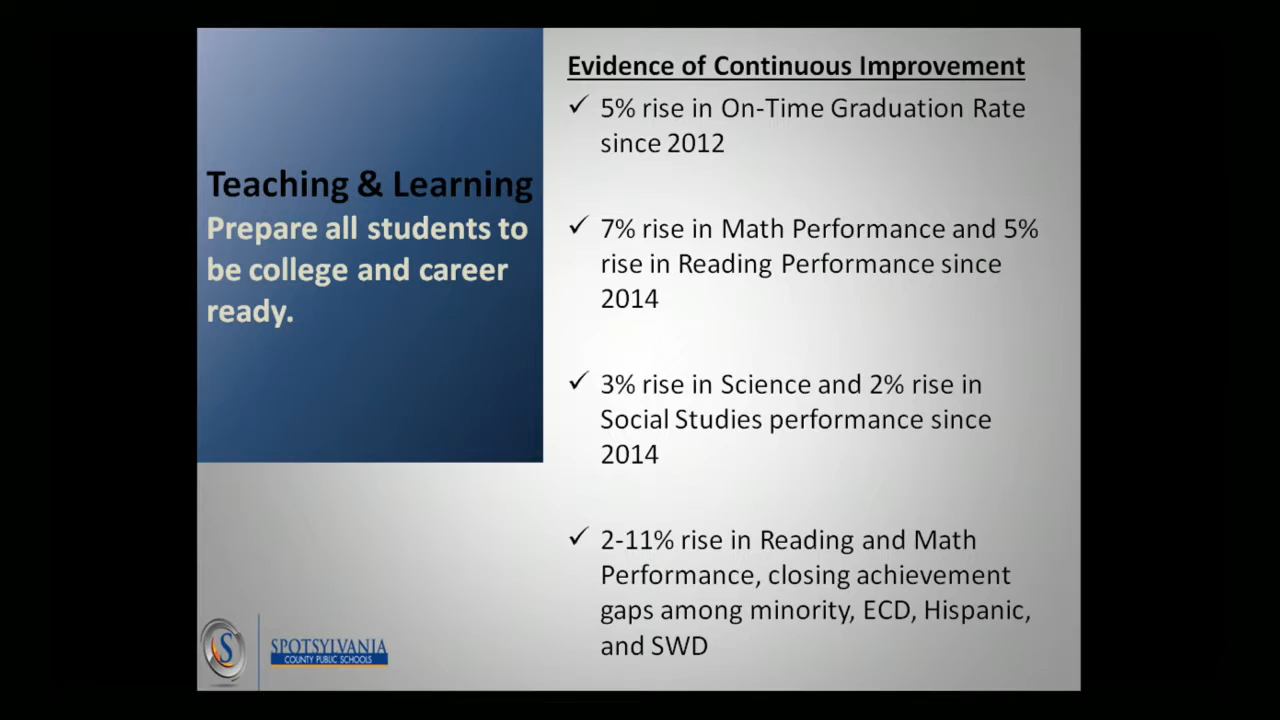 Teaching & Learning
Prepare all students to
be college and career
ready.
Evidence of Continuous Improvement
✓ 5% rise in On-Time Graduation Rate
since 2012
✓ 7% rise in Math Performance and 5%
rise in Reading Performance since
2014
✓ 3% rise in Science and 2% rise in
Social Studies performance since
2014
✓ 2-11% rise in Reading and Math
Performance, closing achievement
gaps among minority, ECD, Hispanic,
and SWD
S
SPOTSYLVANIA
COUNTY PUBLIC SCHOOLS